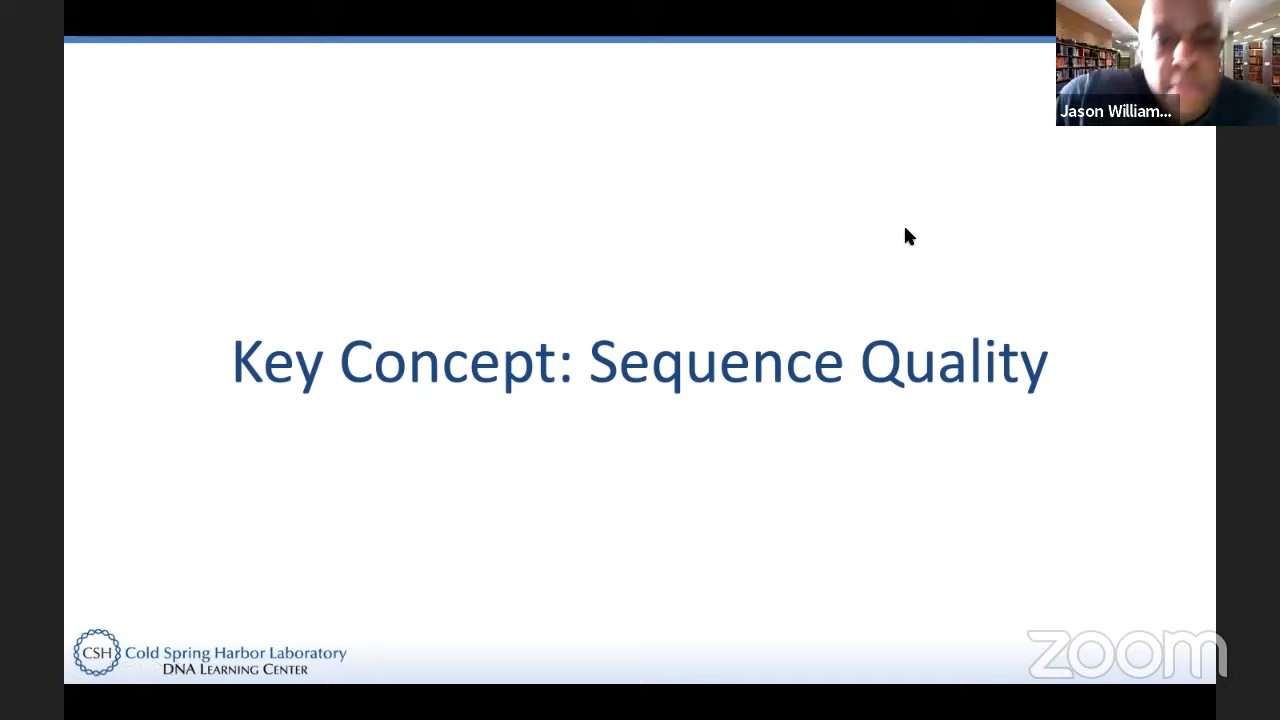 Jason William...
Key Concept: Sequence Quality
CSH Cold Spring Harbor Laboratory
DNA LEARNING CENTER
zoom